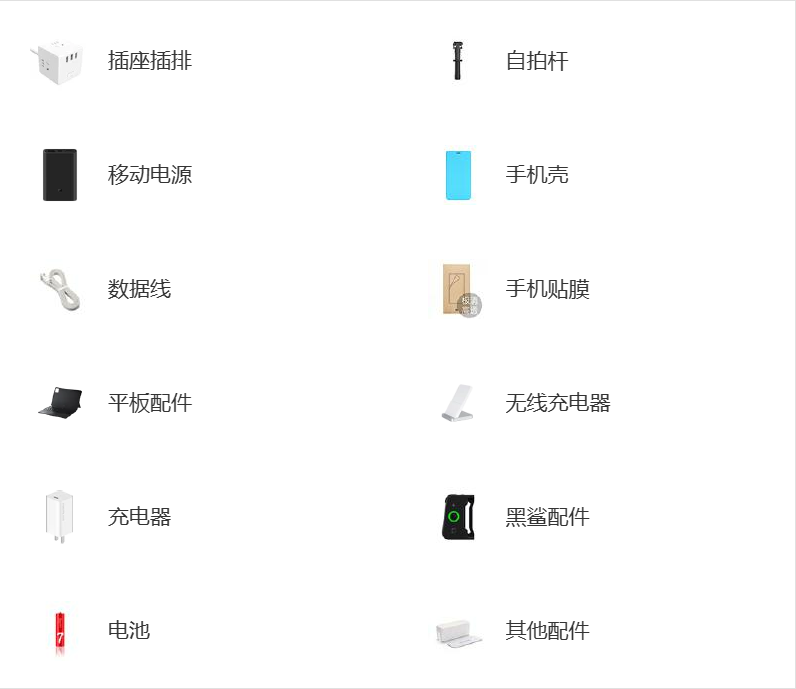 插座插排
自拍杆
移动电源
手机壳
数据线
手机贴膜
平板配件
无线充电器
充电器
黑鲨配件
7
电池
其他配件